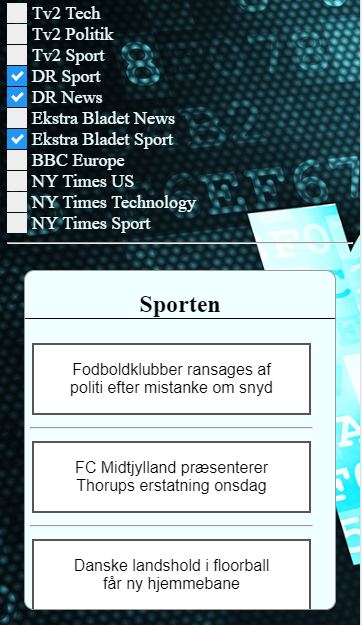 Tv2 Tech
Tv2 Politik
Tv2 Sport
DR Sport
DR News
Ekstra Bladet News
Ekstra Bladet Sport
BBC Europe
NY Times US
NY Times Technology
NY Times Sport
Sporten
Fodboldklubber ransages af
politi efter mistanke om snyd
FC Midtjylland præsenterer
Thorups erstatning onsdag
Danske landshold i floorball
får ny hjemmebane